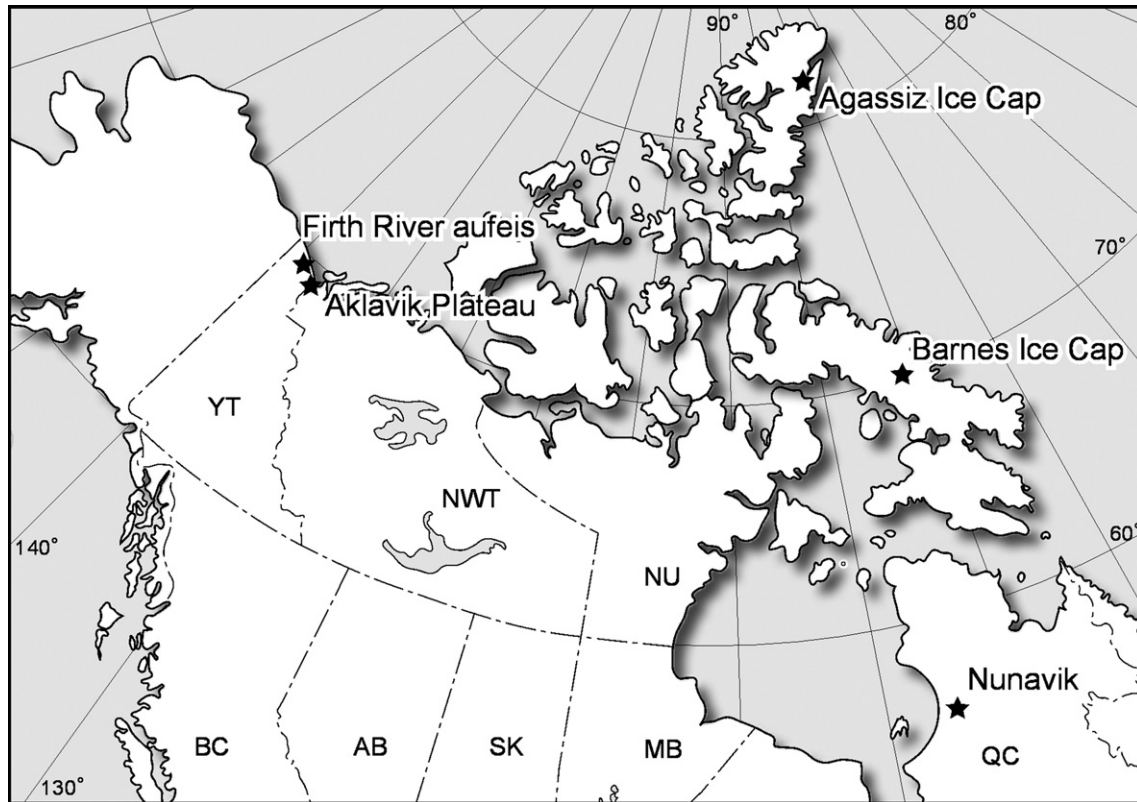 90°
80°
Agassiz Ice Cap
Firth River aufeis
70°
Aklavik Plateau
Barnes Ice Cap
YT
NWT
140°
60°
NU
Nunavik
BC
AB
SK
MB
QC
130°